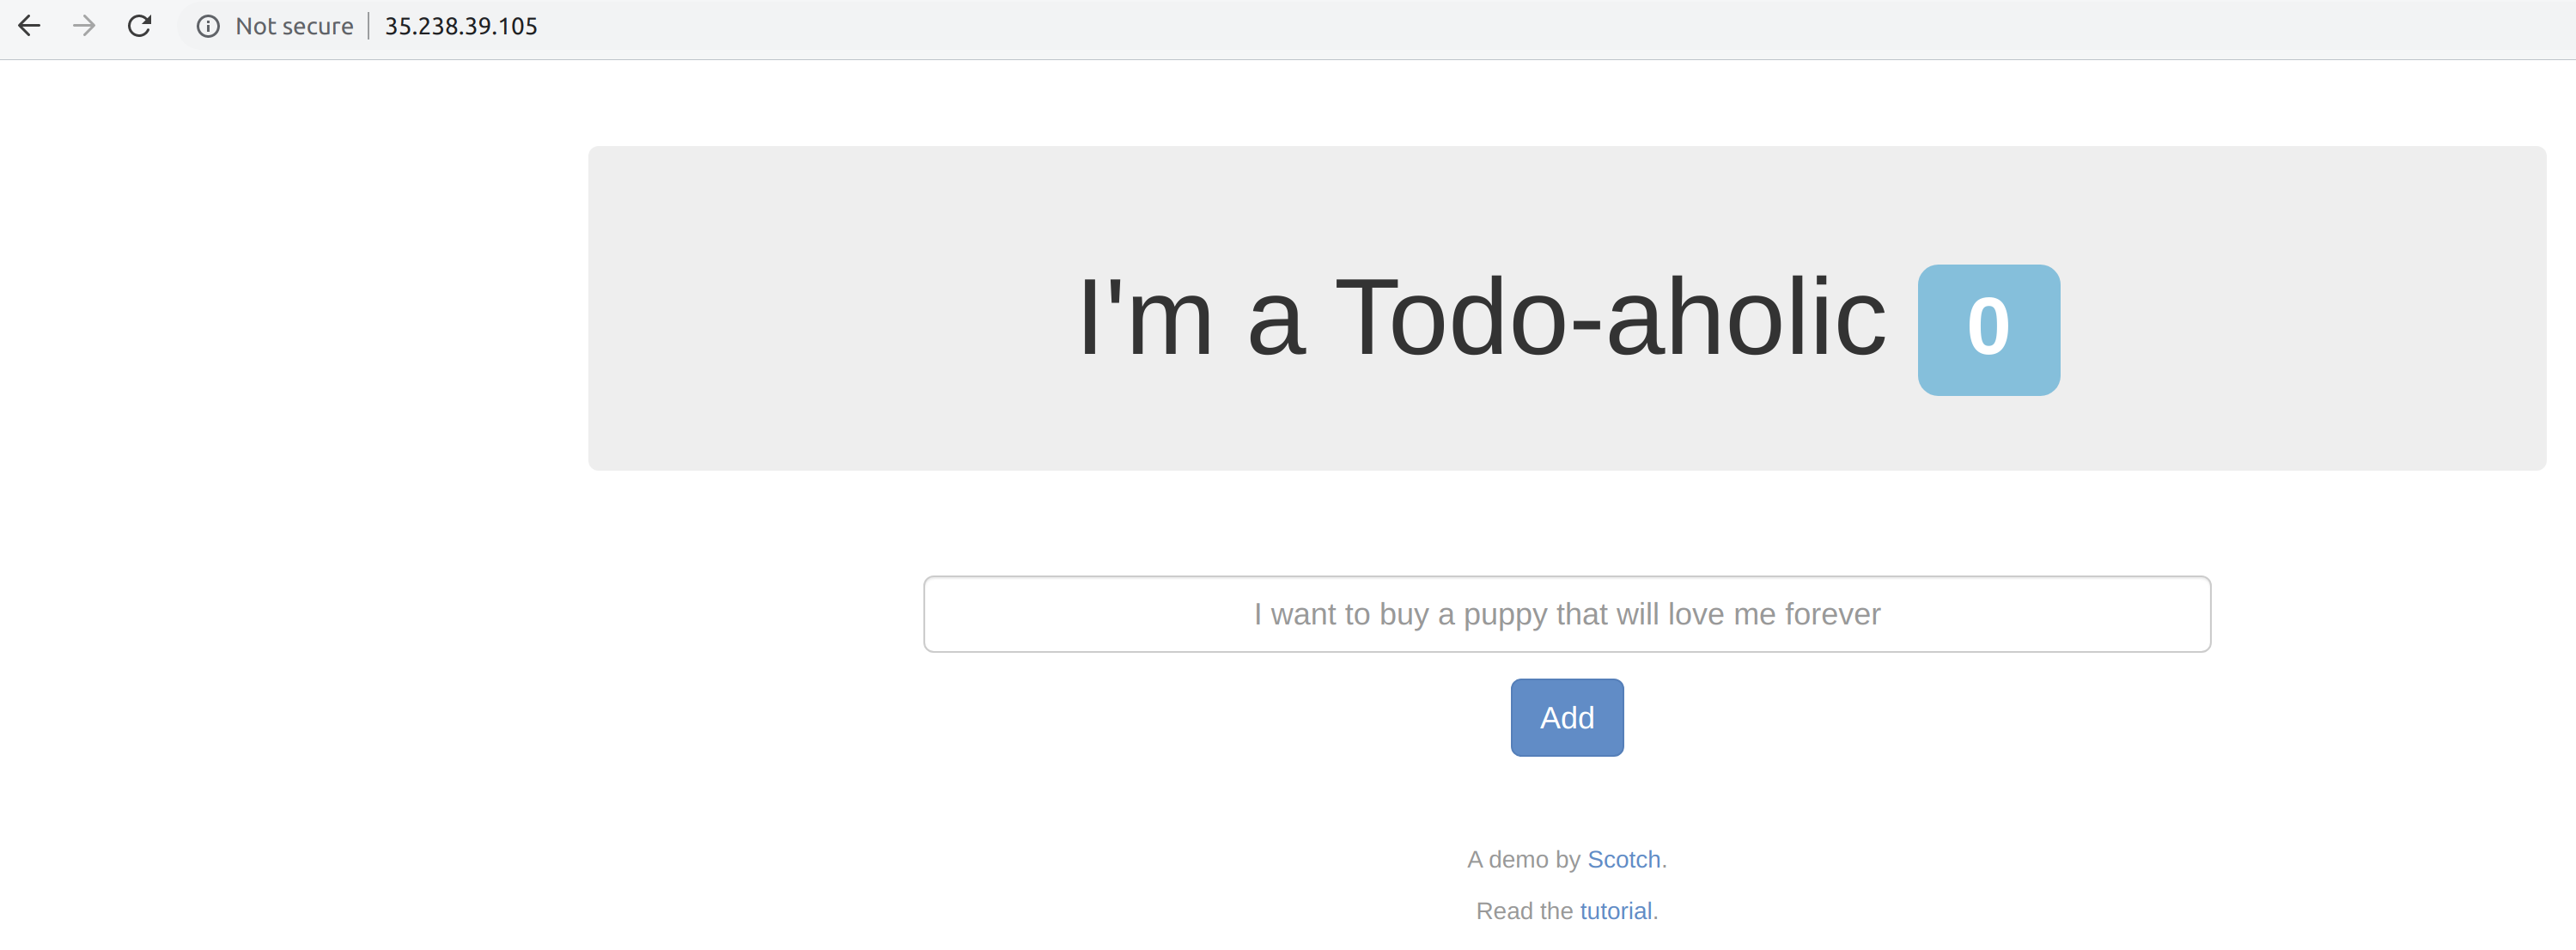 Not secure | 35.238.39.105
I'm a Todo-aholic 0
I want to buy a puppy that will love me forever
Add
A demo by Scotch.
Read the tutorial.